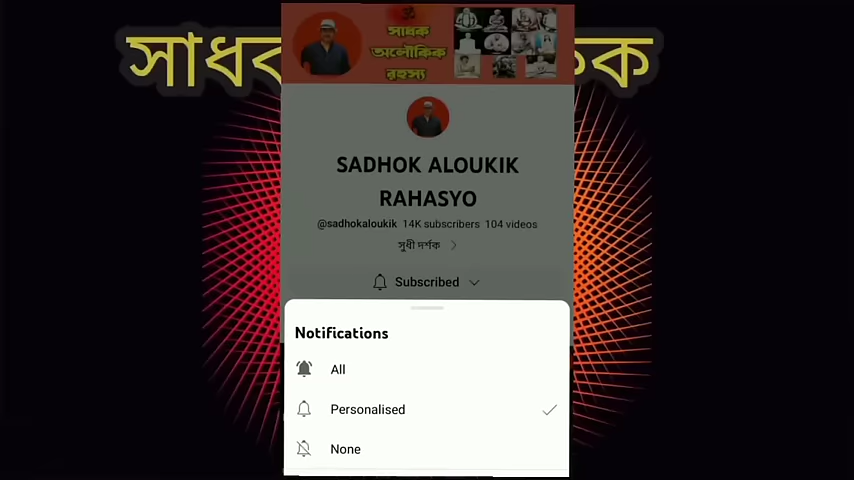 সাধক
অলৌকিক
রহস্য
SADHOK ALOUKIK
RAHASYO
@sadhokaloukik 14K subscribers 104 videos
সুধী দর্শক
Subscribed
Notifications
All
Personalised
None